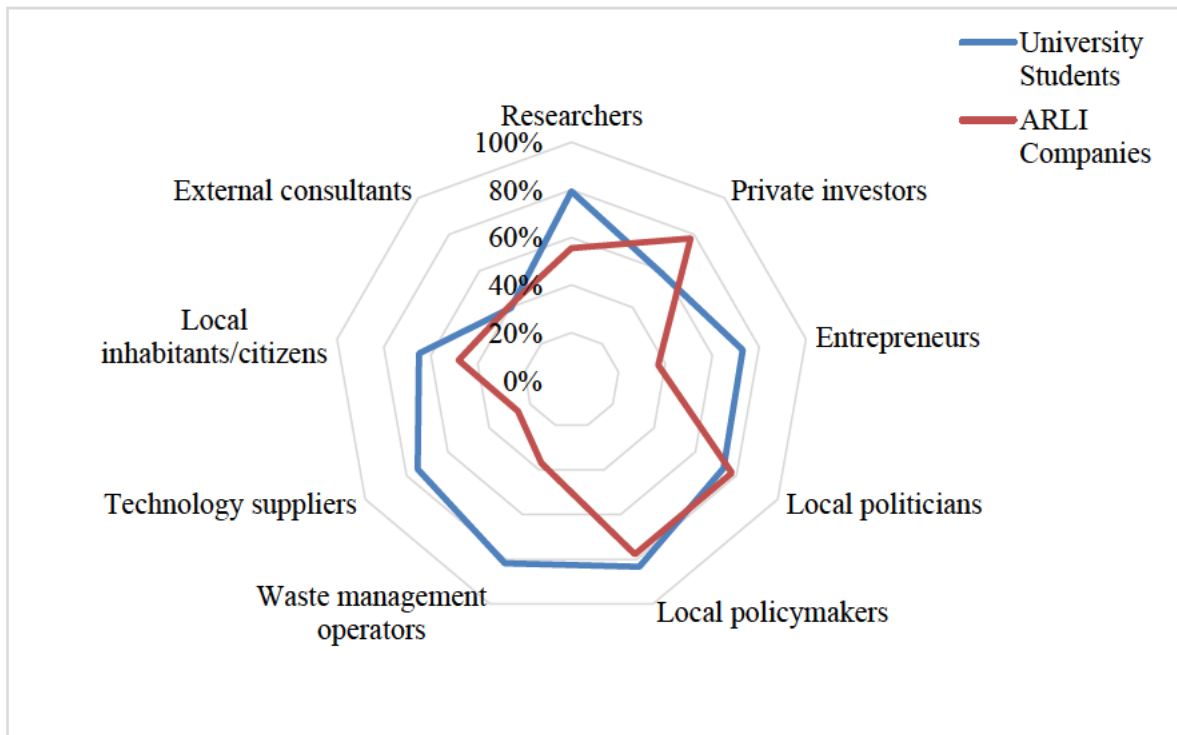 University
Students
ARLI
Companies
Researchers
100%
80%
60%
40%
20%
0%
Private investors
Entrepreneurs
Local politicians
Local policymakers
Waste management
operators
Technology suppliers
Local
inhabitants/citizens
External consultants